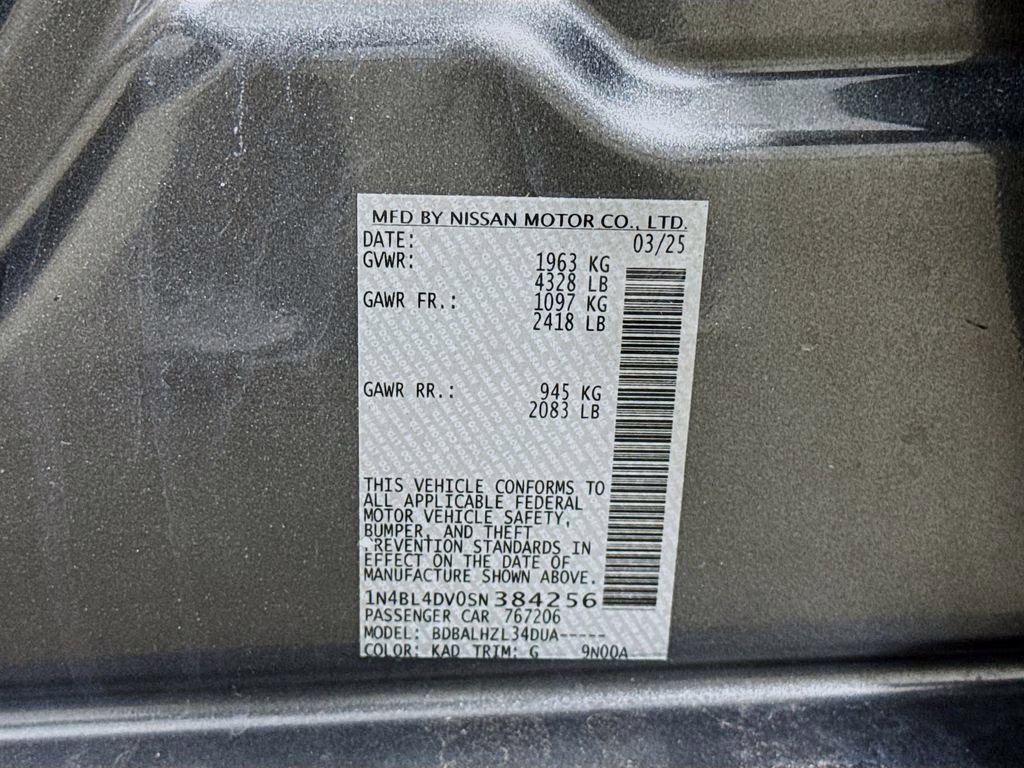 MFD BY NISSAN MOTOR CO., LTD.
DATE: 03/25
GVWR: 1963 KG
4328 LB
GAWR FR.: 1097 KG
2418 LB
GAWR RR.: 945 KG
2083 LB
THIS VEHICLE CONFORMS TO
ALL APPLICABLE FEDERAL
MOTOR VEHICLE SAFETY,
BUMPER, AND THEFT
PREVENTION STANDARDS IN
EFFECT ON THE DATE OF
MANUFACTURE SHOWN ABOVE.
1N4BL4DV0SN384256
PASSENGER CAR 767206
MODEL: BDBALHZL34DUA-----
COLOR: KAD TRIM: G 9N00A